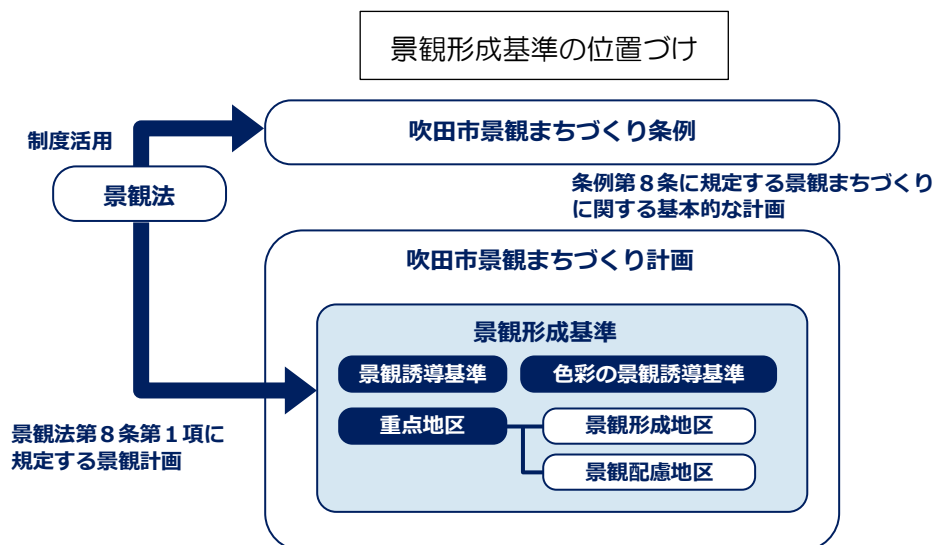 景観形成基準の位置づけ
制度活用
吹田市景観まちづくり条例
景観法
条例第８条に規定する景観まちづくり
に関する基本的な計画
吹田市景観まちづくり計画
景観形成基準
景観誘導基準
色彩の景観誘導基準
重点地区
景観形成地区
景観配慮地区
景観法第８条第１項に
規定する景観計画